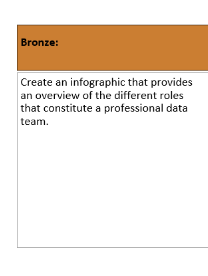 Bronze:
Create an infographic that provides
an overview of the different roles
that constitute a professional data
team.